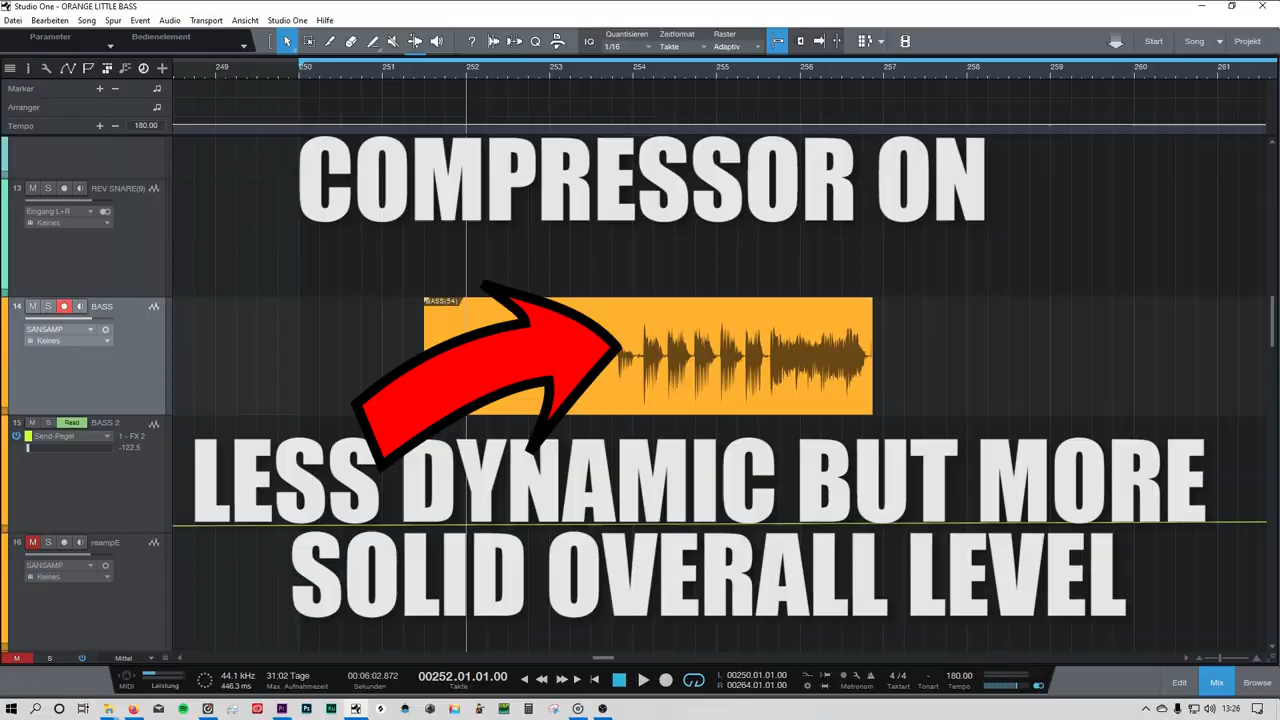 Studio One - ORANGE LITTLE BASS
Datei Bearbeiten Song Spur Event Audio Transport Ansicht Studio One Hilfe
Parameter Bedienelement
IQ Quantisieren 1/16 Zeitformat Takte Raster Adaptiv
Start Song Projekt
249 250 251 252 253 254 255 256 257 258 259 260 261
Marker
Arranger
Tempo 180.00
COMPRESSOR ON
13 M S REV SNARE(9)
Eingang L+R
Keines
14 M S BASS
BASS(54)
SANSAMP
Keines
15 M S Read BASS 2
Send-Pegel 1 - FX 2
-122.5
LESS DYNAMIC BUT MORE
SOLID OVERALL LEVEL
16 M S reampE
SANSAMP
Keines
M S Mittel
MIDI Leistung
44.1 kHz
446.3 ms
31:02 Tage
Max. Aufnahmezeit
00:06:02.872
Sekunden
00252.01.01.00
Takte
L 00250.01.01.00
R 00264.01.01.00
Metronom
4 / 4
Taktart
-
Tonart
180.00
Tempo
Edit Mix Browse
13:26